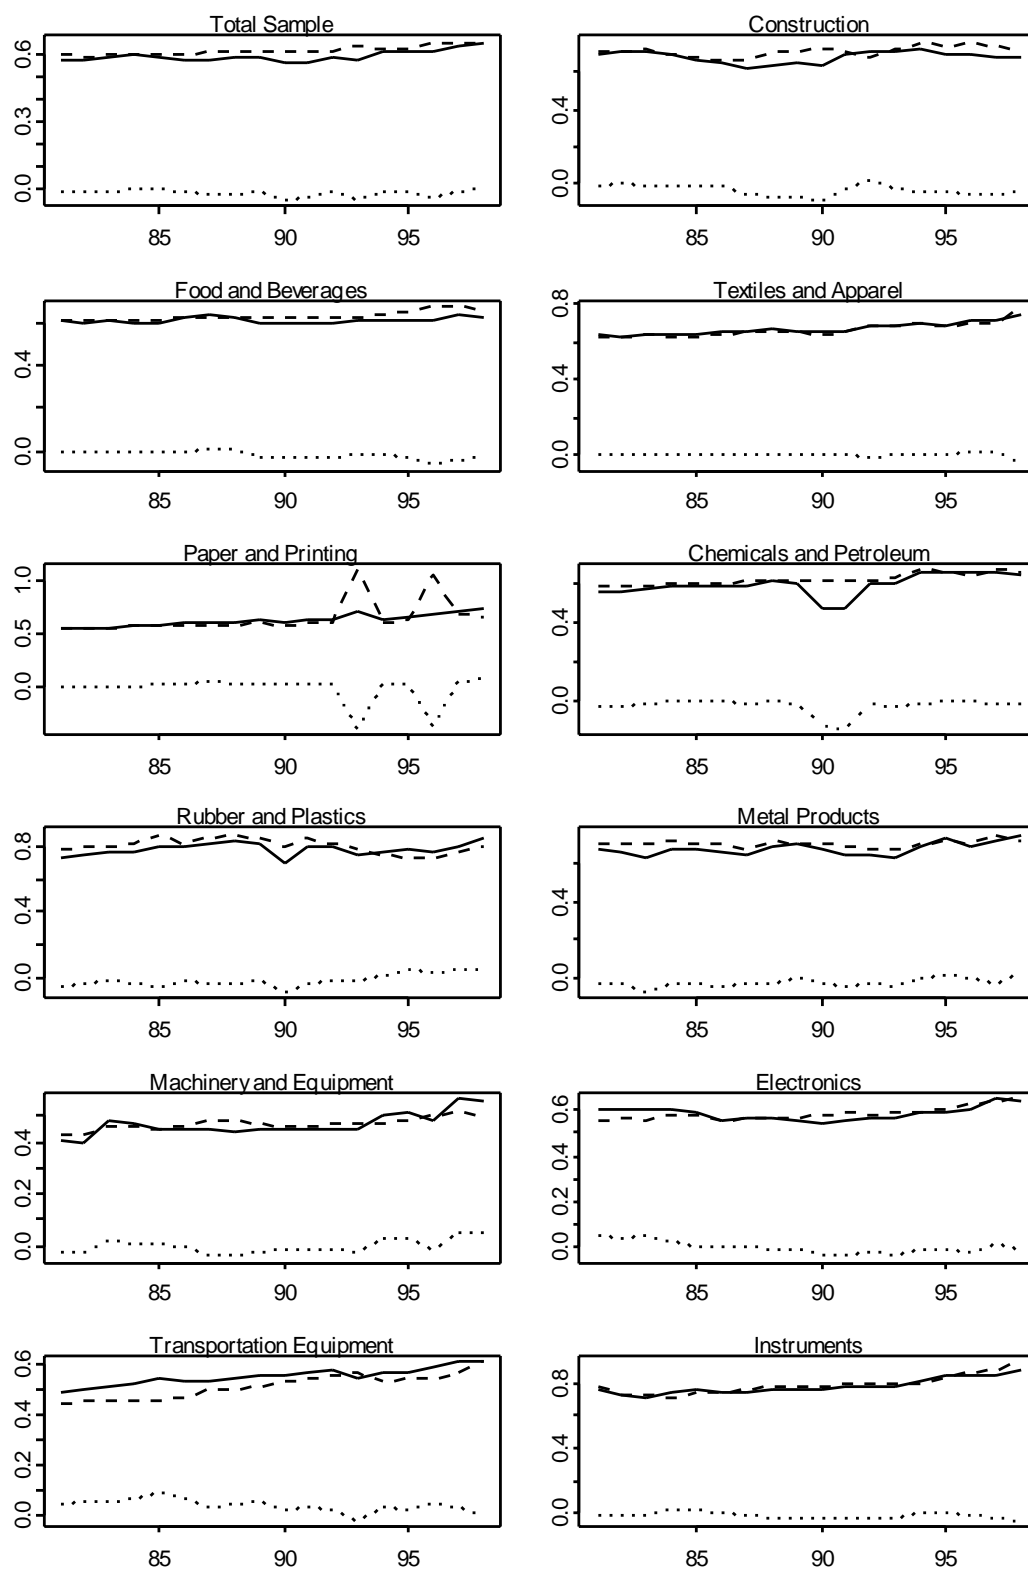 Total Sample
0.0 0.3 0.6
85 90 95
Construction
0.0 0.4
85 90 95
Food and Beverages
0.0 0.4
85 90 95
Textiles and Apparel
0.0 0.4 0.8
85 90 95
Paper and Printing
0.0 0.5 1.0
85 90 95
Chemicals and Petroleum
0.0 0.4
85 90 95
Rubber and Plastics
0.0 0.4 0.8
85 90 95
Metal Products
0.0 0.4
85 90 95
Machinery and Equipment
0.0 0.2 0.4
85 90 95
Electronics
0.0 0.2 0.4 0.6
85 90 95
Transportation Equipment
0.0 0.2 0.4 0.6
85 90 95
Instruments
0.0 0.4 0.8
85 90 95